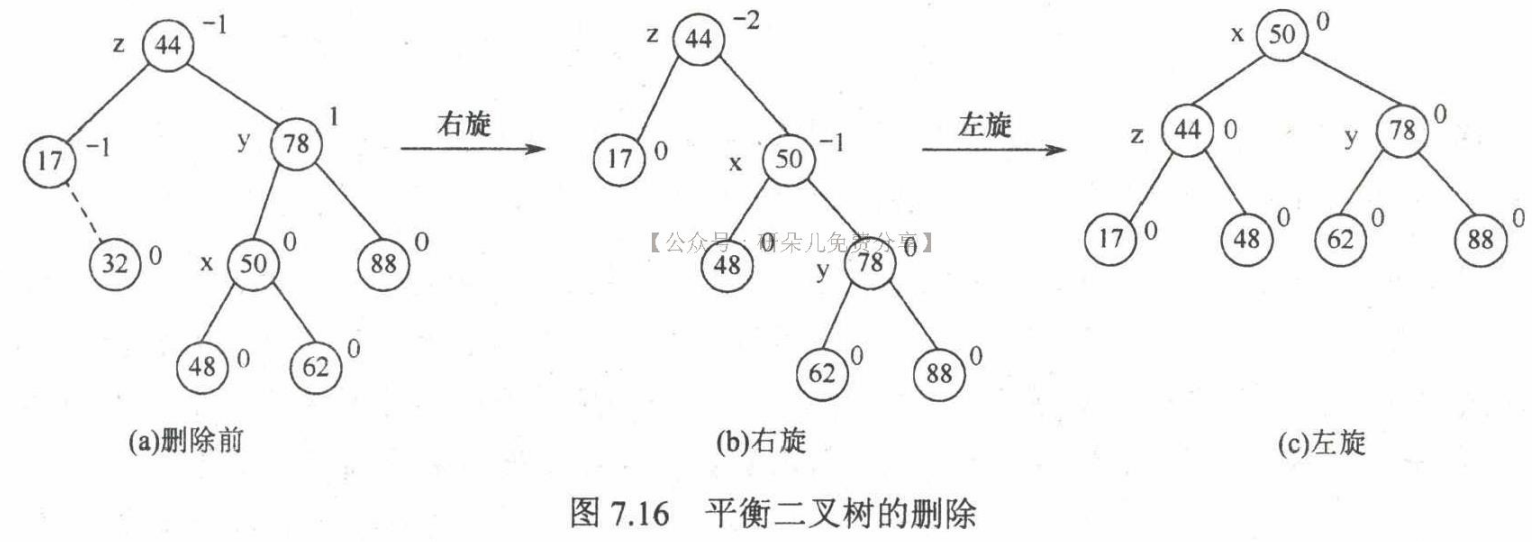 z 44 -1
17 -1
y 78 1
32 0
x 50 0
88 0
48 0
62 0
(a)删除前
右旋
z 44 -2
17 0
x 50 -1
48 0
y 78 0
62 0
88 0
(b)右旋
左旋
x 50 0
z 44 0
y 78 0
17 0
48 0
62 0
88 0
(c)左旋
【公众号：研朵儿免费分享】
图 7.16 平衡二叉树的删除